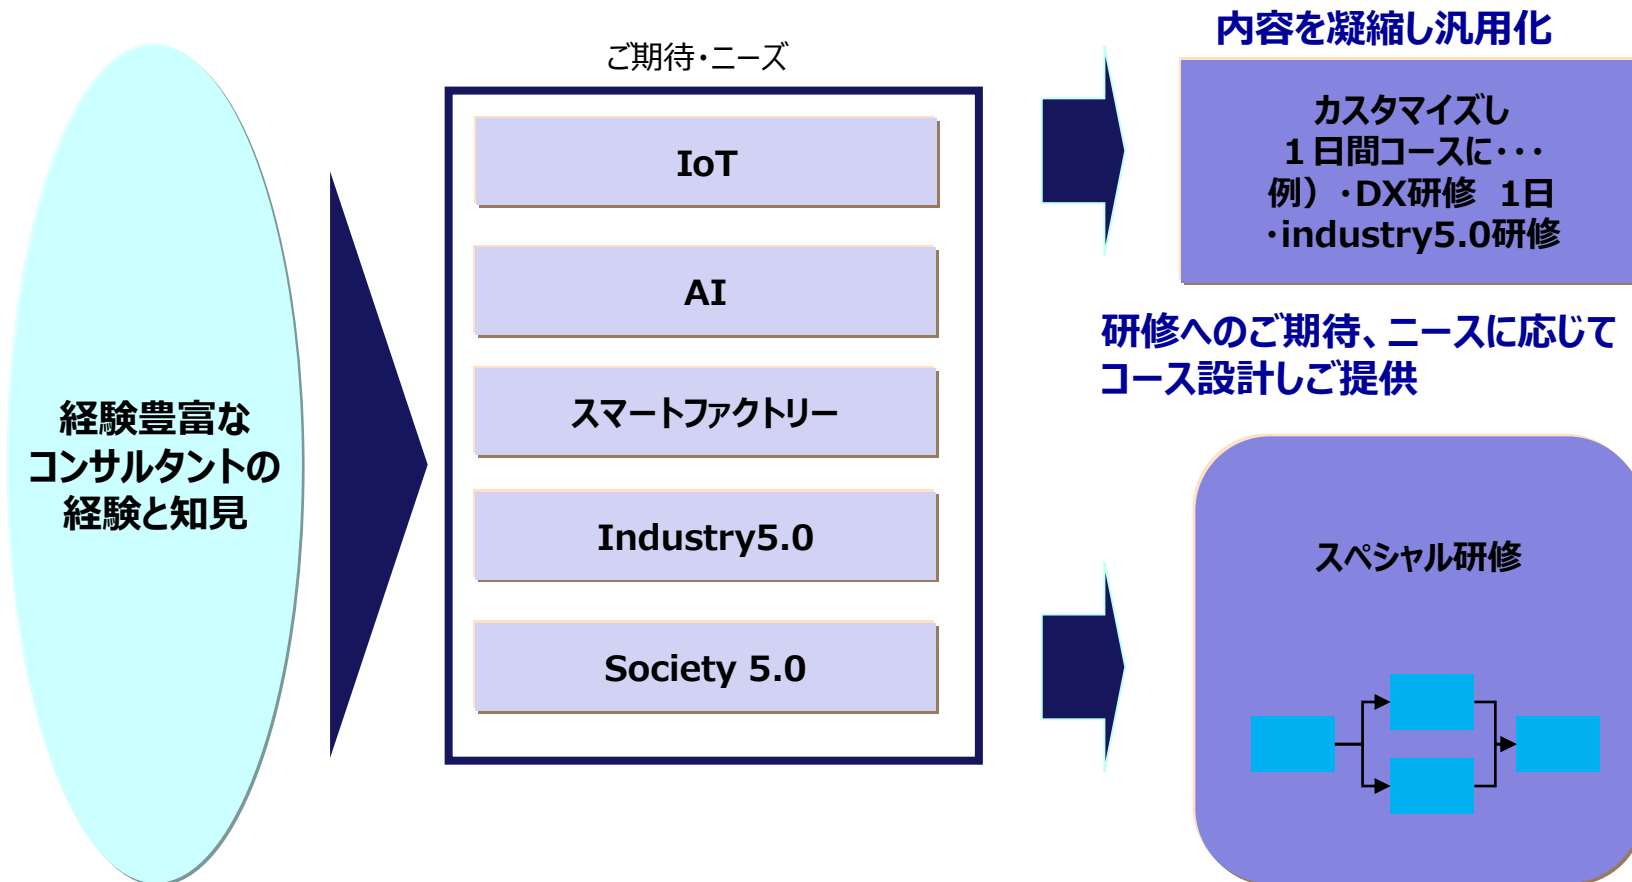 経験豊富な
コンサルタントの
経験と知見
ご期待・ニーズ
IoT
AI
スマートファクトリー
Industry5.0
Society 5.0
内容を凝縮し汎用化
カスタマイズし
１日間コースに・・・
例）・DX研修　1日
・industry5.0研修
研修へのご期待、ニースに応じて
コース設計しご提供
スペシャル研修